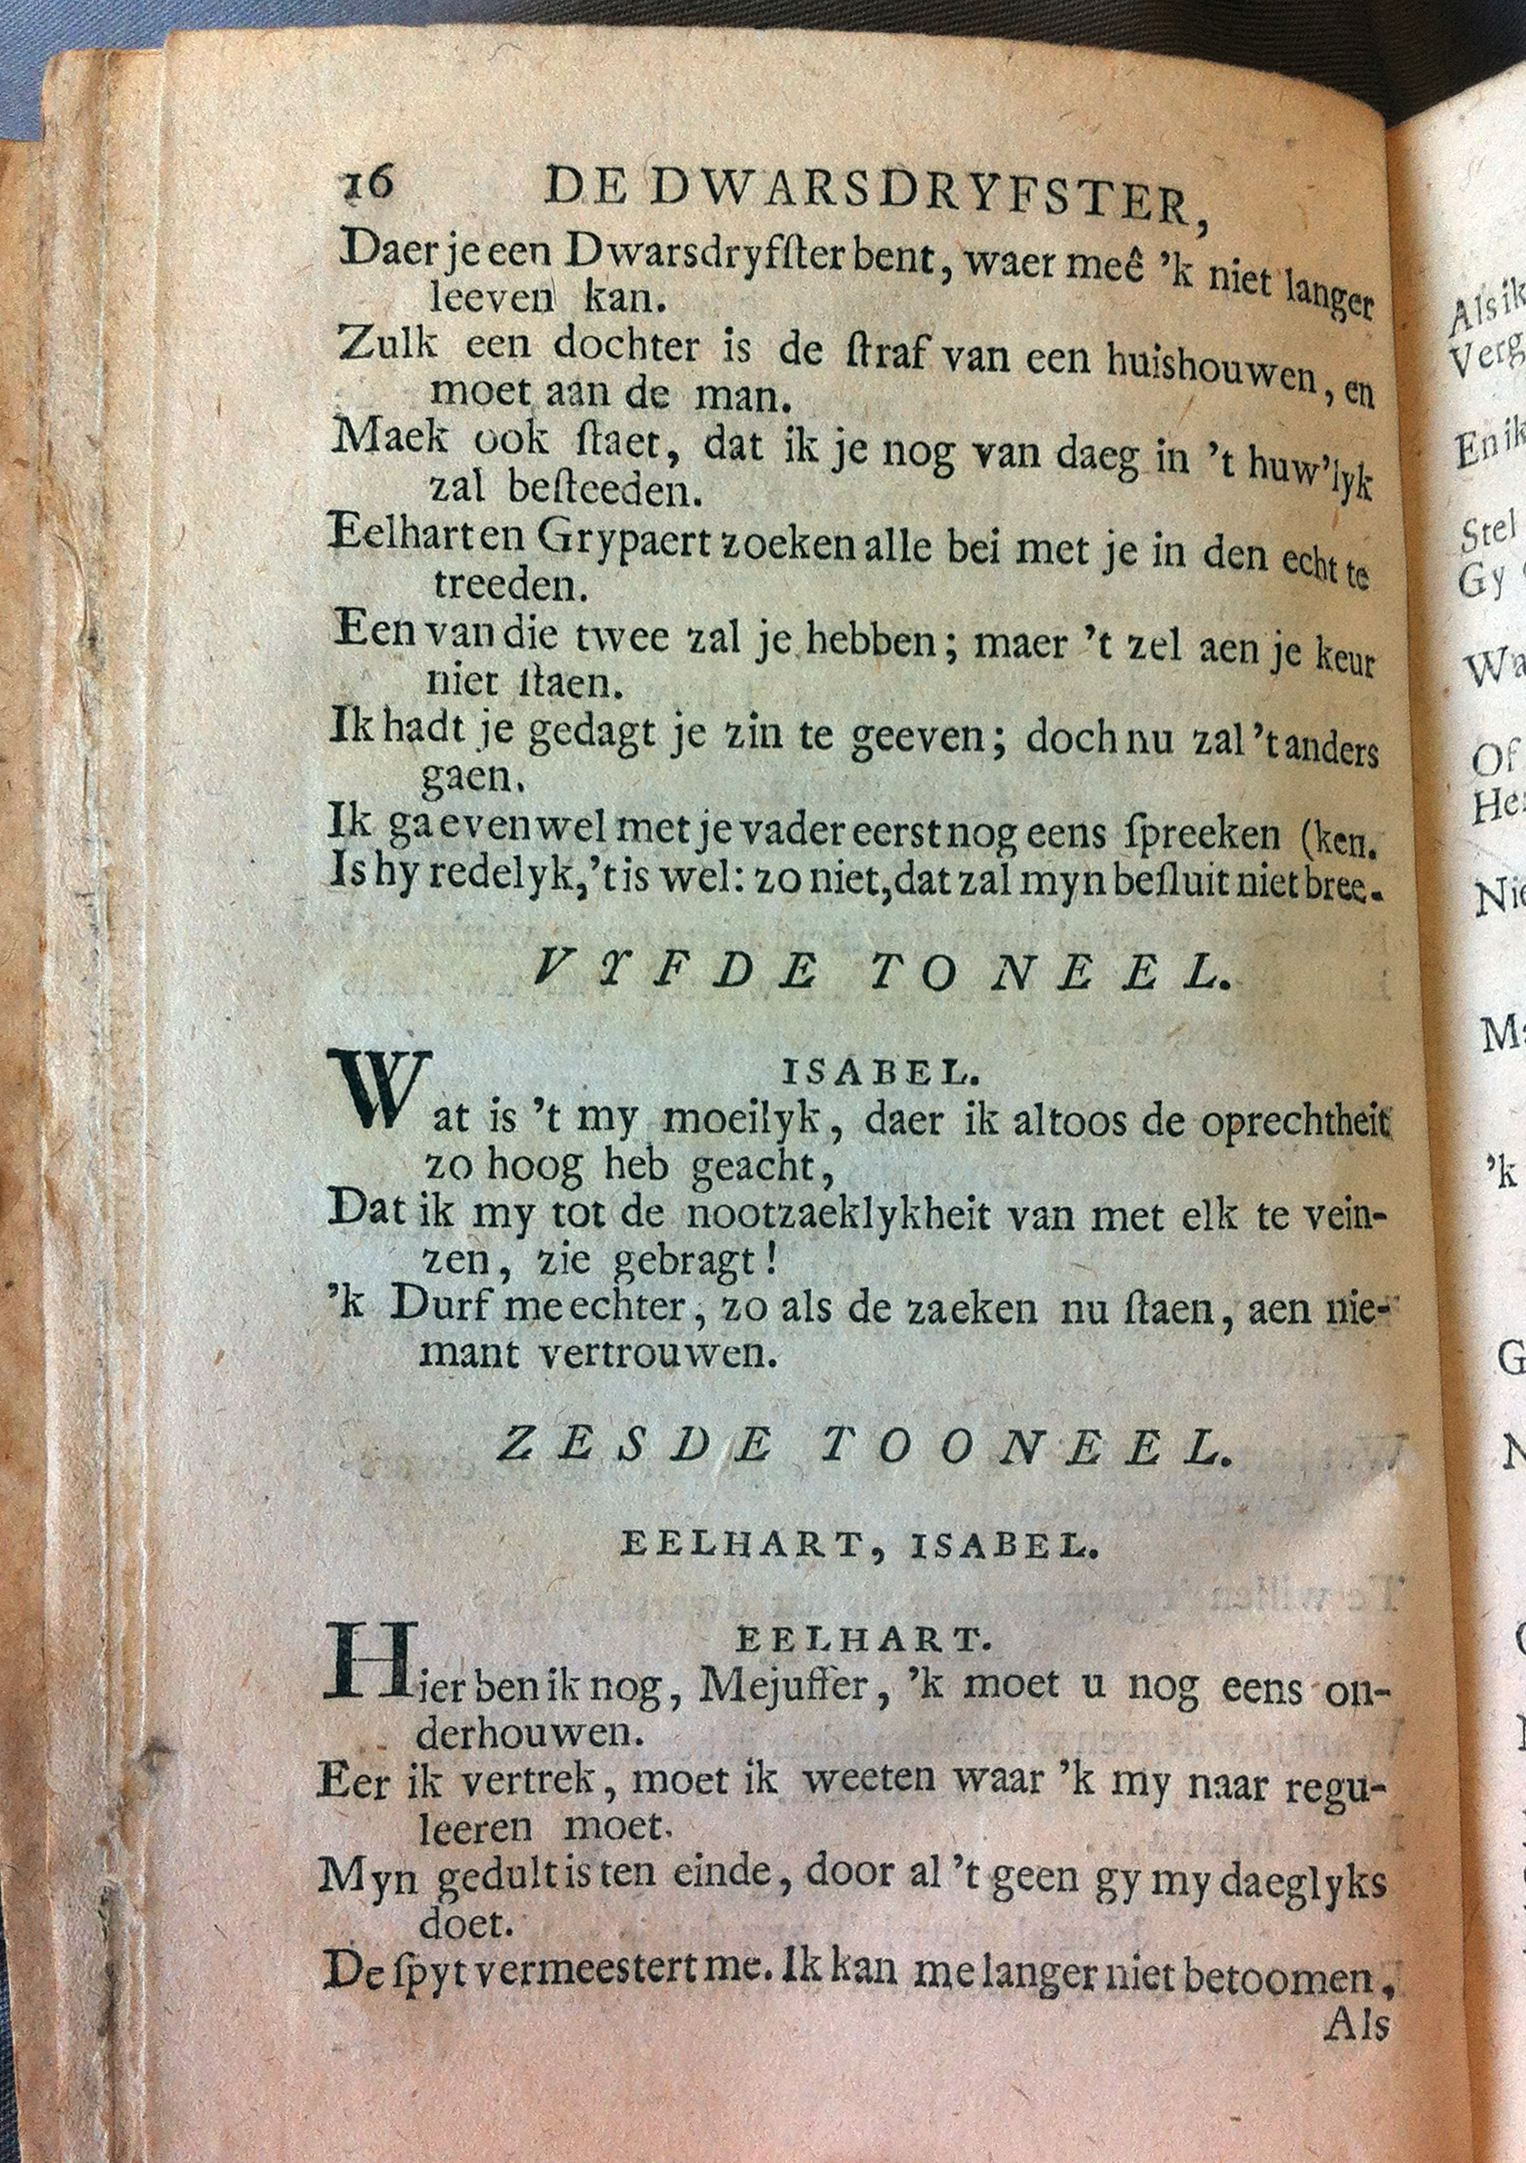 16 DE DWARSDRYFSTER,
Daer je een Dwarsdryfſter bent, waer meê 'k niet langer
leeven kan.
Zulk een dochter is de ſtraf van een huishouwen, en
moet aan de man.
Maek ook ſtaet, dat ik je nog van daeg in 't huw'lyk
zal beſteeden.
Eelhart en Grypaert zoeken alle bei met je in den echt te
treeden.
Een van die twee zal je hebben; maer 't zel aen je keur
niet ſtaen.
Ik hadt je gedagt je zin te geeven; doch nu zal 't anders
gaen.
Ik ga evenwel met je vader eerst nog eens ſpreeken (ken.
Is hy redelyk, 't is wel: zo niet, dat zal myn beſluit niet bree-
VYFDE TONEEL.
ISABEL.
Wat is 't my moeilyk, daer ik altoos de oprechtheit
zo hoog heb geacht,
Dat ik my tot de nootzaeklykheit van met elk te vein-
zen, zie gebragt!
'k Durf me echter, zo als de zaeken nu ſtaen, aen nie-
mant vertrouwen.
ZESDE TOONEEL.
EELHART, ISABEL.
EELHART.
Hier ben ik nog, Mejuffer, 'k moet u nog eens on-
derhouwen.
Eer ik vertrek, moet ik weeten waar 'k my naar regu-
leeren moet.
Myn gedult is ten einde, door al 't geen gy my daeglyks
doet.
De ſpyt vermeestert me. Ik kan me langer niet betoomen,
Als
Als ik
Verg
En ik
Stel
Gy
Wa
Of
Nie
'k
G
N